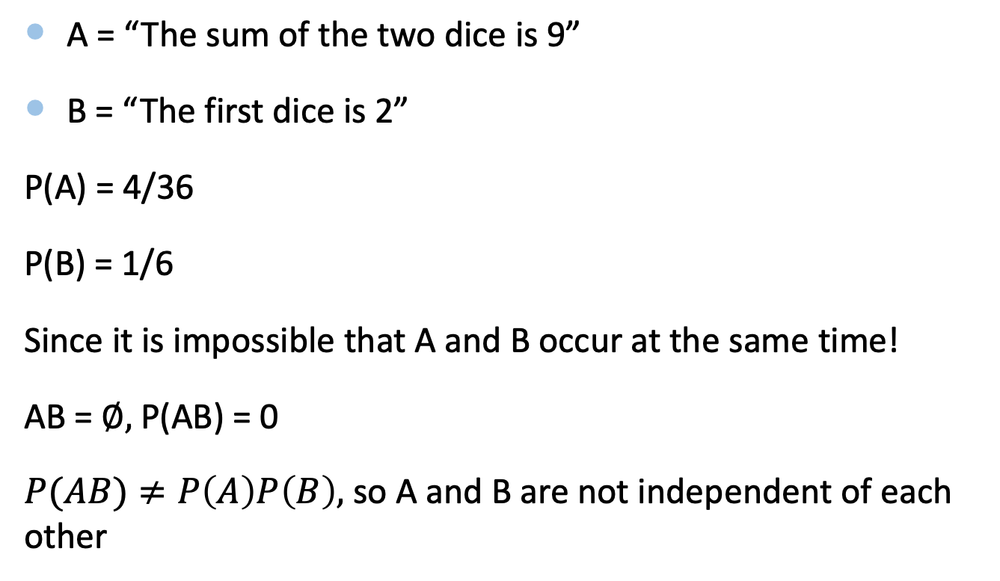 • A = “The sum of the two dice is 9”
• B = “The first dice is 2”
P(A) = 4/36
P(B) = 1/6
Since it is impossible that A and B occur at the same time!
AB = Ø, P(AB) = 0
P(AB) ≠ P(A)P(B), so A and B are not independent of each
other